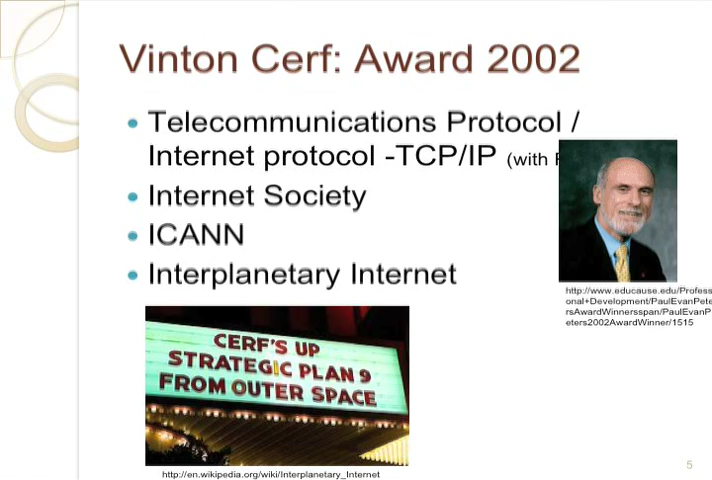 Vinton Cerf: Award 2002
Telecommunications Protocol /
Internet protocol -TCP/IP (with
Internet Society
ICANN
Interplanetary Internet
http://www.educause.edu/Profess
onal+Development/PaulEvanPete
rsAwardWinnersspan/PaulEvanP
eters2002AwardWinner/1515
CERF'S UP
STRATEGIC PLAN 9
FROM OUTER SPACE
http://en.wikipedia.org/wiki/Interplanetary_Internet
5